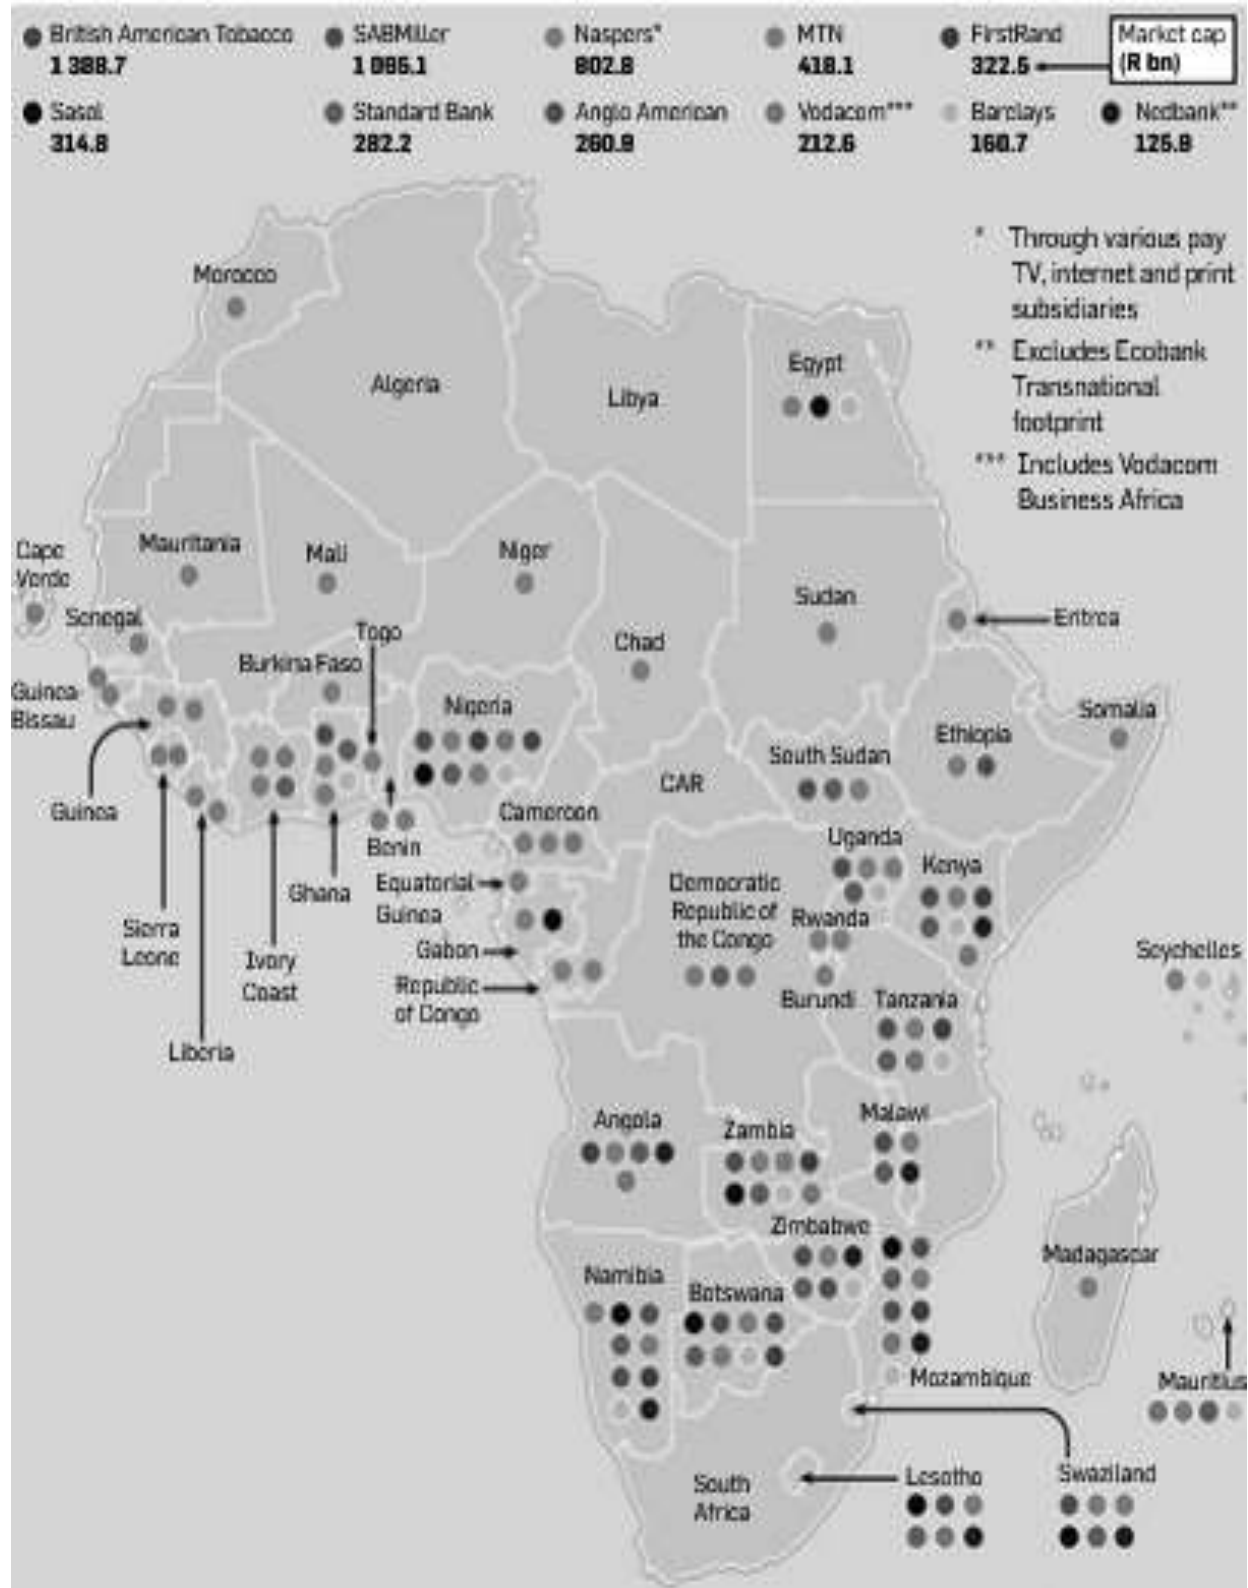 British American Tobacco
1 388.7
SABMiller
1 095.1
Naspers*
802.8
MTN
418.1
FirstRand
322.5
Market cap
(R bn)
Sasol
314.8
Standard Bank
282.2
Anglo American
260.9
Vodacom***
212.6
Barclays
160.7
Nedbank**
125.9
* Through various pay
TV, internet and print
subsidiaries
** Excludes Ecobank
Transnational
footprint
*** Includes Vodacom
Business Africa
Morocco
Algeria
Libya
Egypt
Cape
Verde
Mauritania
Mali
Niger
Sudan
Eritrea
Senegal
Togo
Chad
Burkina Faso
Guinea
Bissau
Nigeria
Somalia
Ethiopia
South Sudan
CAR
Guinea
Cameroon
Uganda
Benin
Kenya
Ghana
Equatorial
Guinea
Democratic
Republic of
the Congo
Rwanda
Sierra
Leone
Ivory
Coast
Gabon
Seychelles
Republic
of Congo
Burundi
Tanzania
Liberia
Angola
Zambia
Malawi
Zimbabwe
Madagascar
Namibia
Botswana
Mozambique
Mauritius
South
Africa
Lesotho
Swaziland